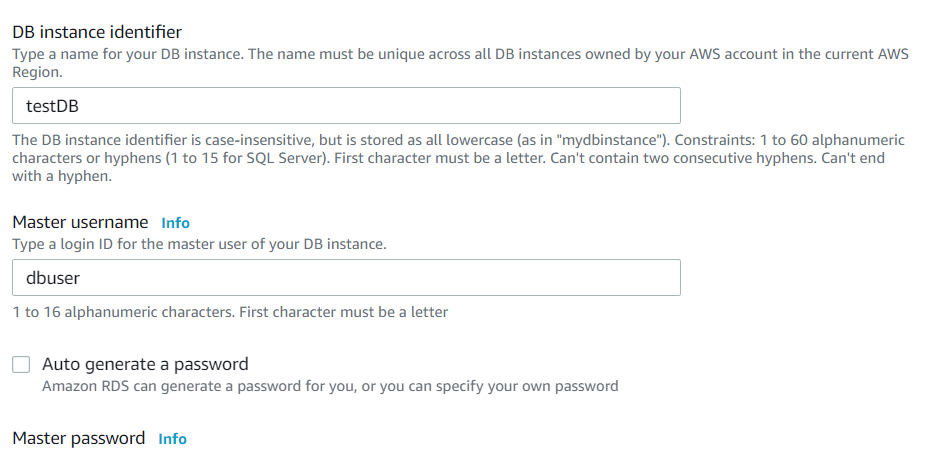 DB instance identifier
Type a name for your DB instance. The name must be unique across all DB instances owned by your AWS account in the current AWS
Region.
testDB
The DB instance identifier is case-insensitive, but is stored as all lowercase (as in "mydbinstance"). Constraints: 1 to 60 alphanumeric
characters or hyphens (1 to 15 for SQL Server). First character must be a letter. Can't contain two consecutive hyphens. Can't end
with a hyphen.
Master username Info
Type a login ID for the master user of your DB instance.
dbuser
1 to 16 alphanumeric characters. First character must be a letter
Auto generate a password
Amazon RDS can generate a password for you, or you can specify your own password
Master password Info